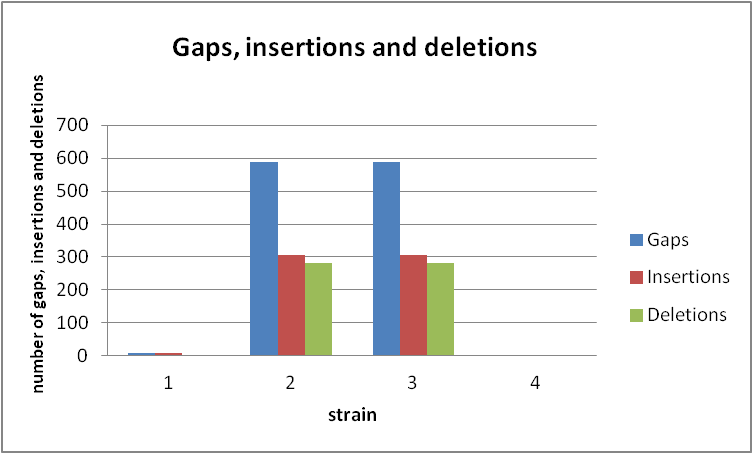 Gaps, insertions and deletions
number of gaps, insertions and deletions
700
600
500
400
300
200
100
0
1 2 3 4
strain
Gaps
Insertions
Deletions